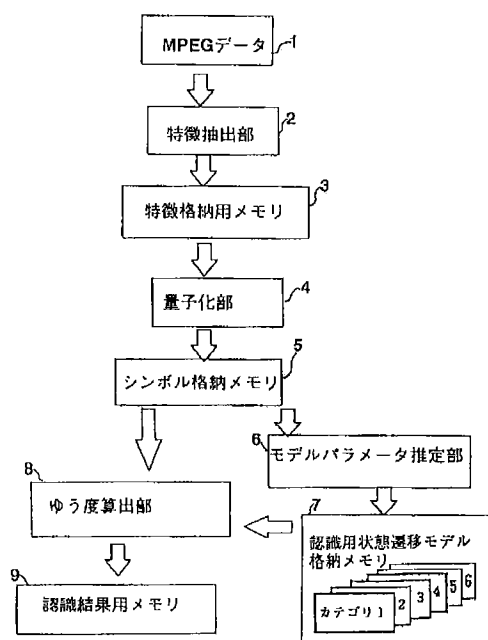 MPEGデータ
1
特徴抽出部
2
特徴格納用メモリ
3
量子化部
4
シンボル格納メモリ
5
6
モデルパラメータ推定部
8
ゆう度算出部
7
認識用状態遷移モデル
格納メモリ
カテゴリ1 2 3 4 5 6
9
認識結果用メモリ